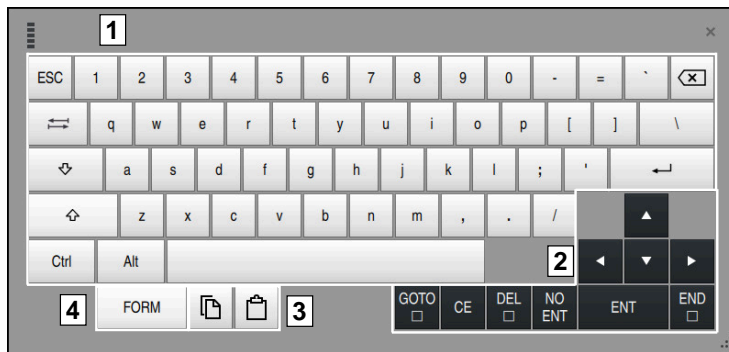 1
ESC 1 2 3 4 5 6 7 8 9 0 - = `
q w e r t y u i o p [ ] \
a s d f g h j k l ; '
z x c v b n m , . /
Ctrl Alt
2
4
FORM
3
GOTO CE DEL NO ENT ENT END